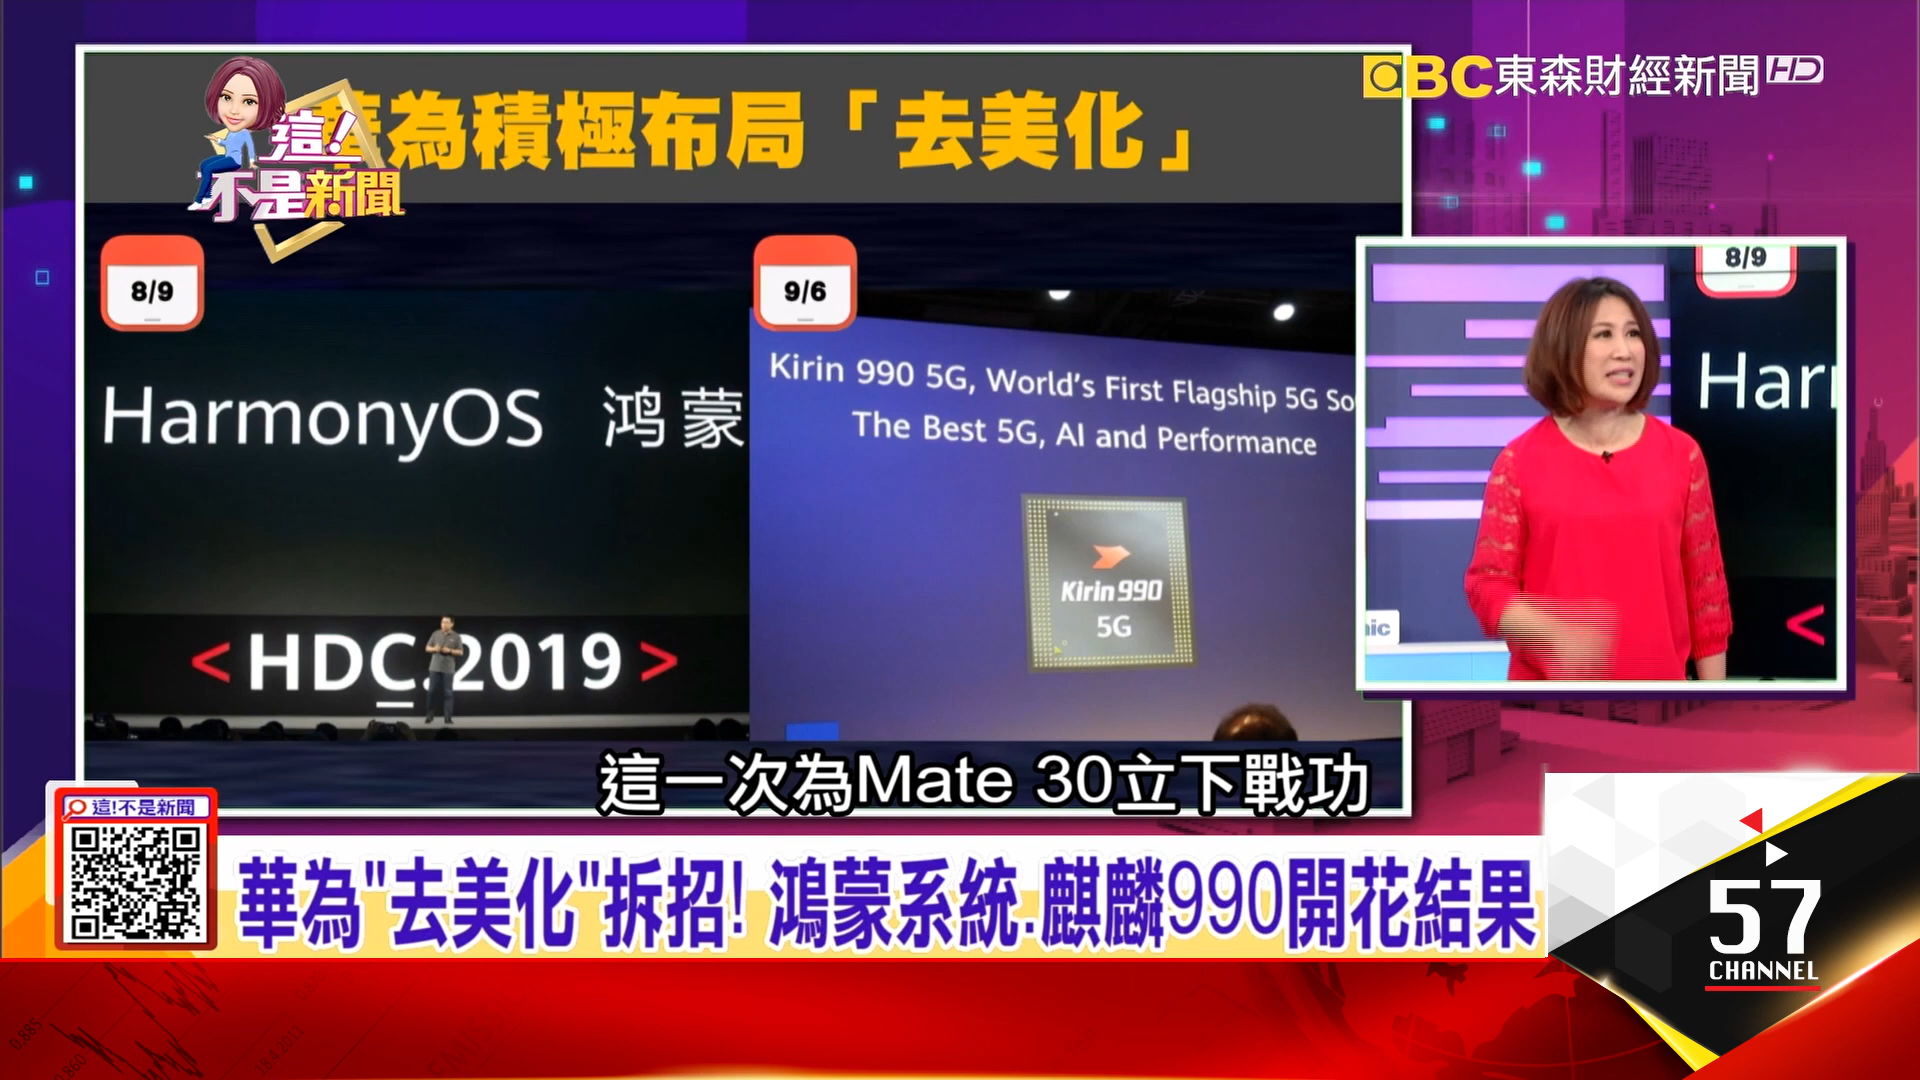 華為積極布局「去美化」
這!
不是新聞
EBC東森財經新聞HD
8/9
HarmonyOS 鸿蒙
<HDC.2019>
9/6
Kirin 990 5G, World's First Flagship 5G So
The Best 5G, AI and Performance
Kirin 990
5G
8/9
Har
<
nic
這一次為Mate 30立下戰功
這!不是新聞
華為"去美化"拆招! 鴻蒙系統.麒麟990開花結果
57
CHANNEL